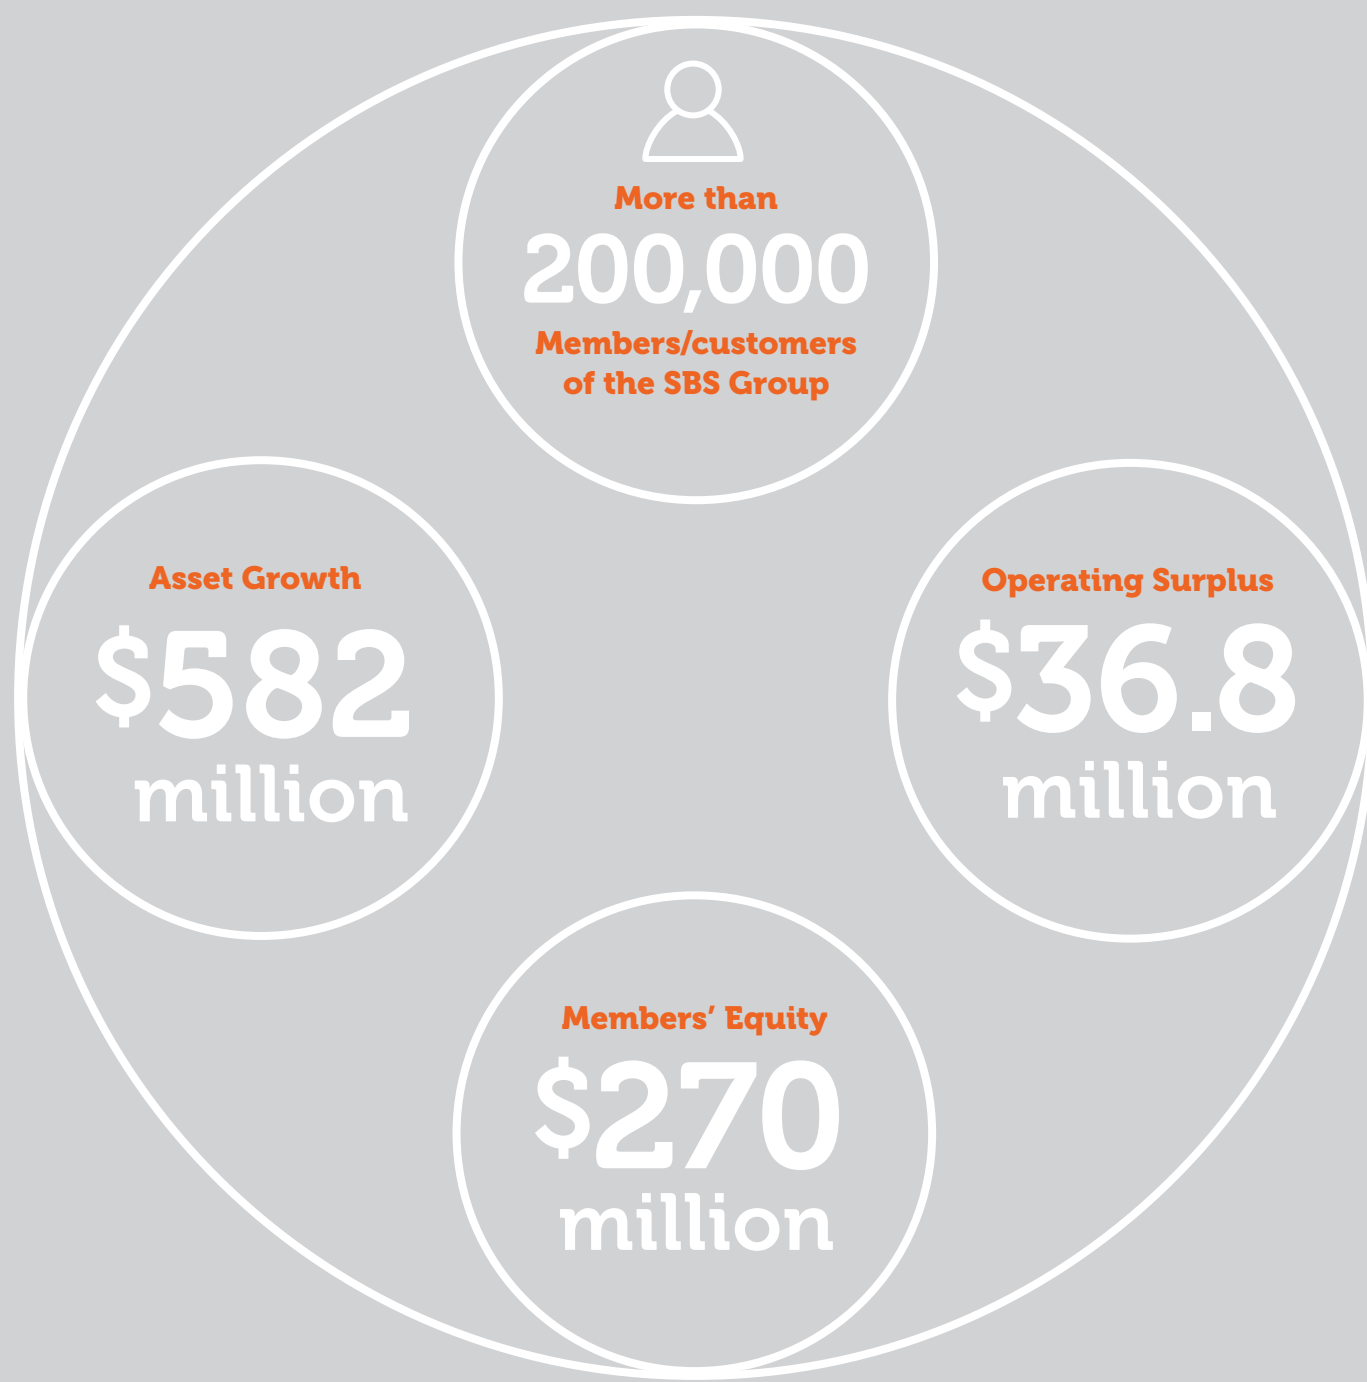 More than
200,000
Members/customers
of the SBS Group
Asset Growth
$582
million
Operating Surplus
$36.8
million
Members’ Equity
$270
million